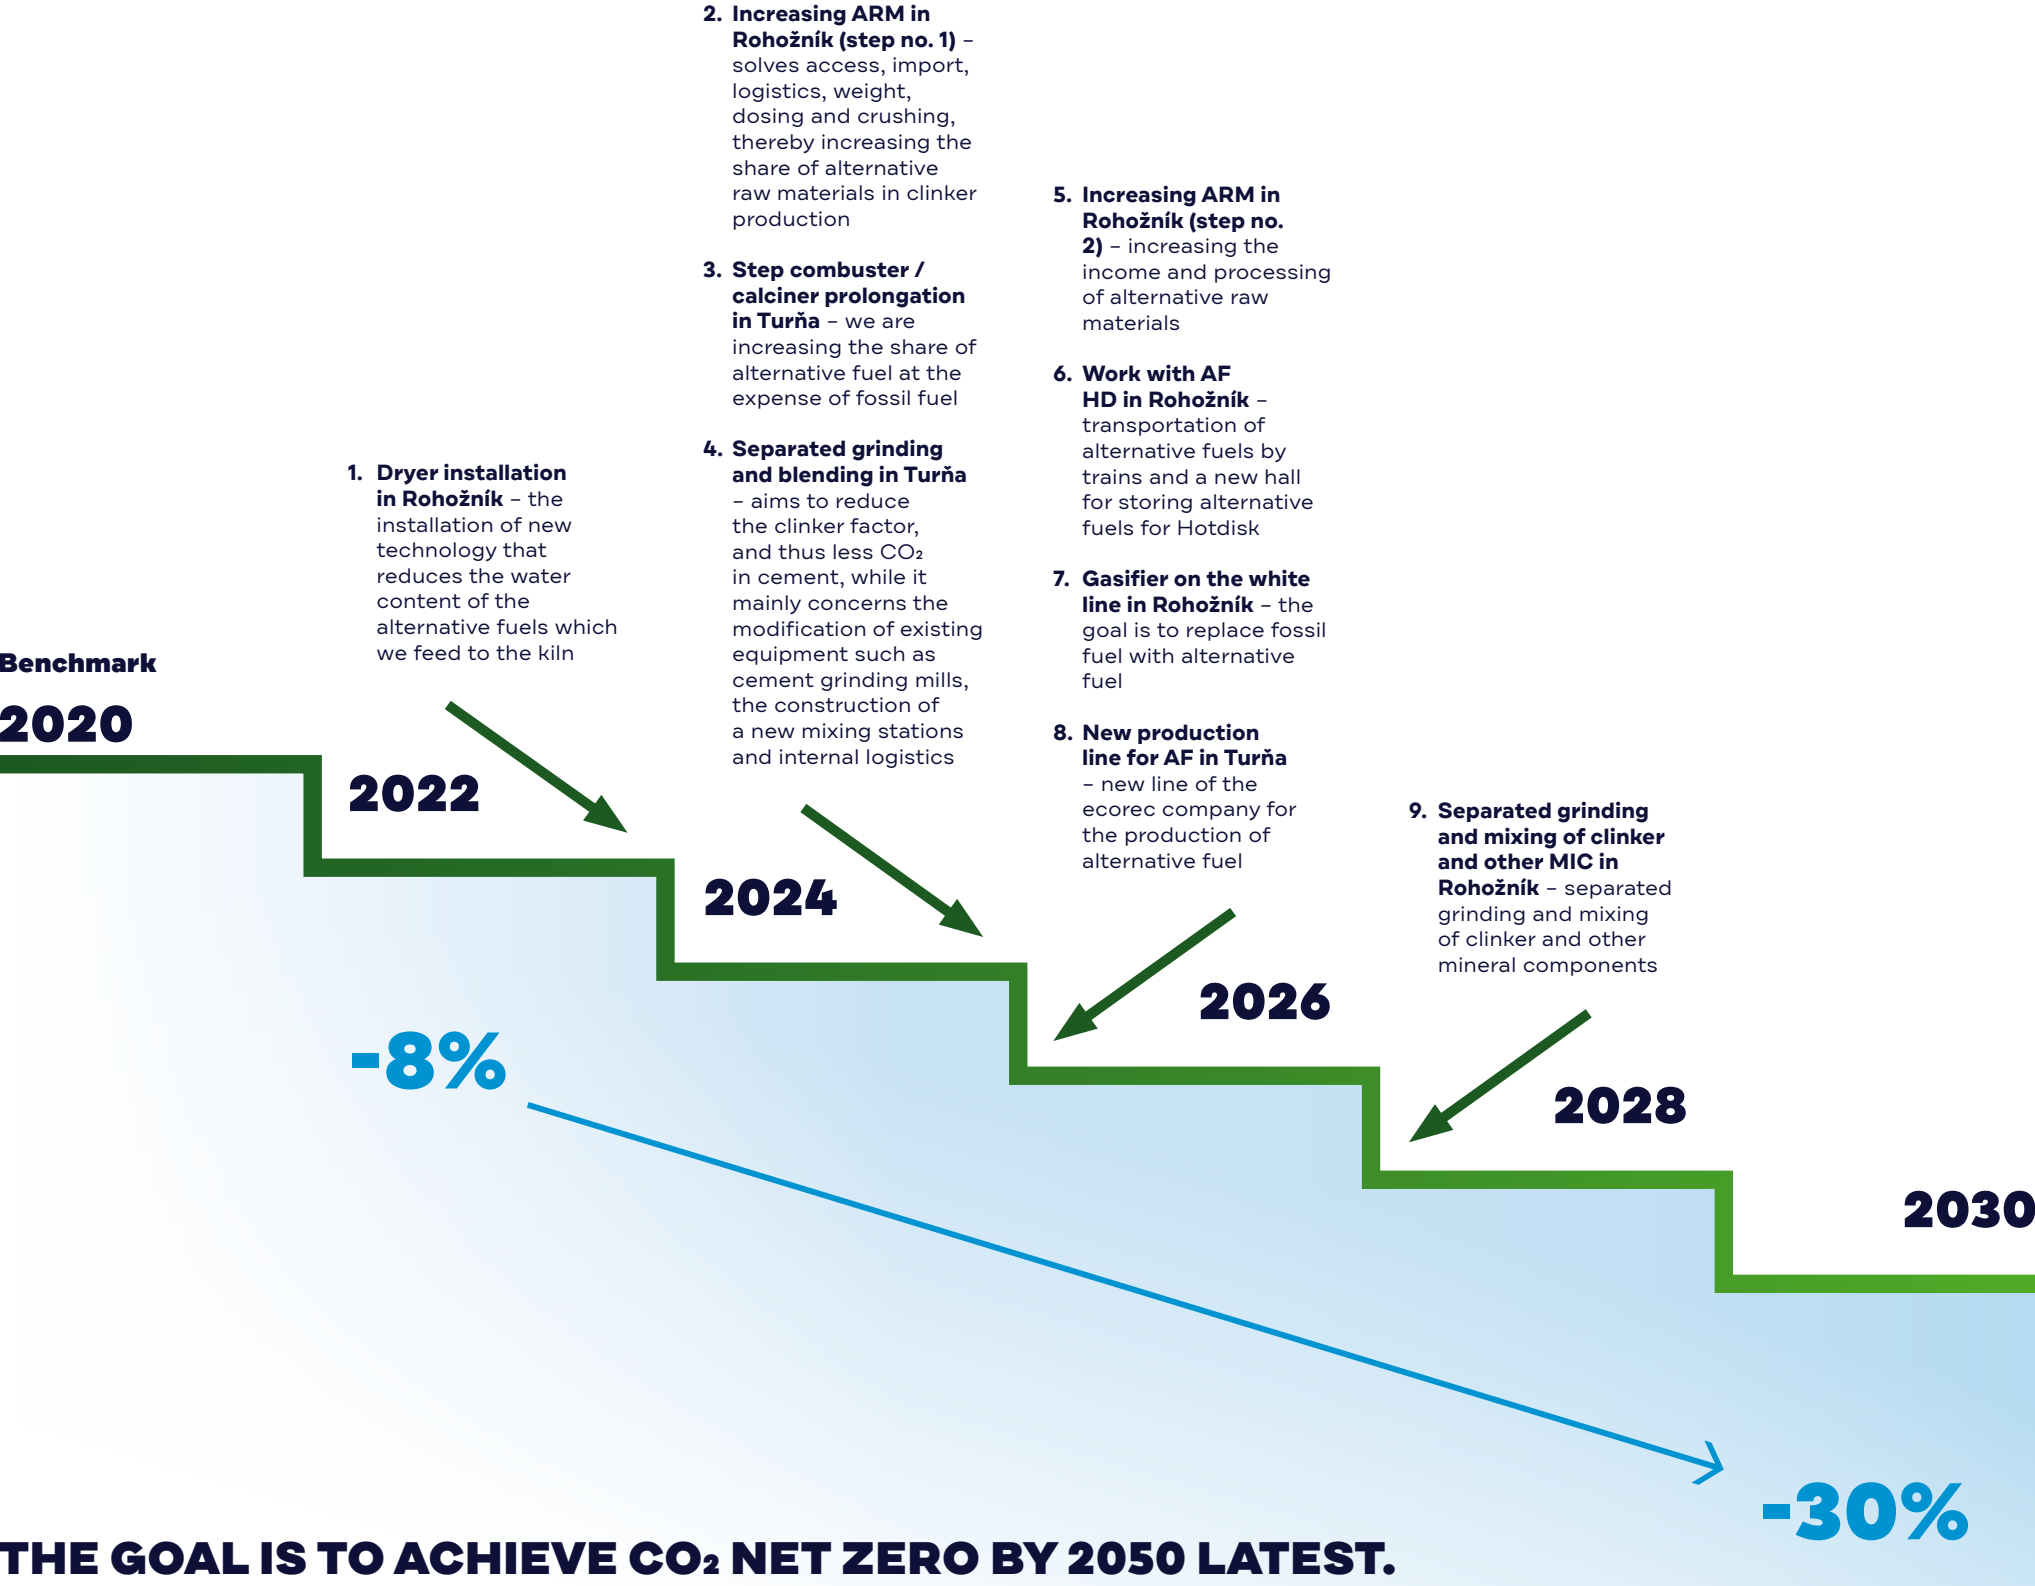 Benchmark
2020
1. Dryer installation
in Rohožník – the
installation of new
technology that
reduces the water
content of the
alternative fuels which
we feed to the kiln
2022
2. Increasing ARM in
Rohožník (step no. 1) –
solves access, import,
logistics, weight,
dosing and crushing,
thereby increasing the
share of alternative
raw materials in clinker
production
3. Step combuster /
calciner prolongation
in Turňa – we are
increasing the share of
alternative fuel at the
expense of fossil fuel
4. Separated grinding
and blending in Turňa
– aims to reduce
the clinker factor,
and thus less CO₂
in cement, while it
mainly concerns the
modification of existing
equipment such as
cement grinding mills,
the construction of
a new mixing stations
and internal logistics
2024
5. Increasing ARM in
Rohožník (step no.
2) – increasing the
income and processing
of alternative raw
materials
6. Work with AF
HD in Rohožník –
transportation of
alternative fuels by
trains and a new hall
for storing alternative
fuels for Hotdisk
7. Gasifier on the white
line in Rohožník – the
goal is to replace fossil
fuel with alternative
fuel
8. New production
line for AF in Turňa
– new line of the
ecorec company for
the production of
alternative fuel
2026
9. Separated grinding
and mixing of clinker
and other MIC in
Rohožník – separated
grinding and mixing
of clinker and other
mineral components
2028
2030
-8%
-30%
THE GOAL IS TO ACHIEVE CO₂ NET ZERO BY 2050 LATEST.